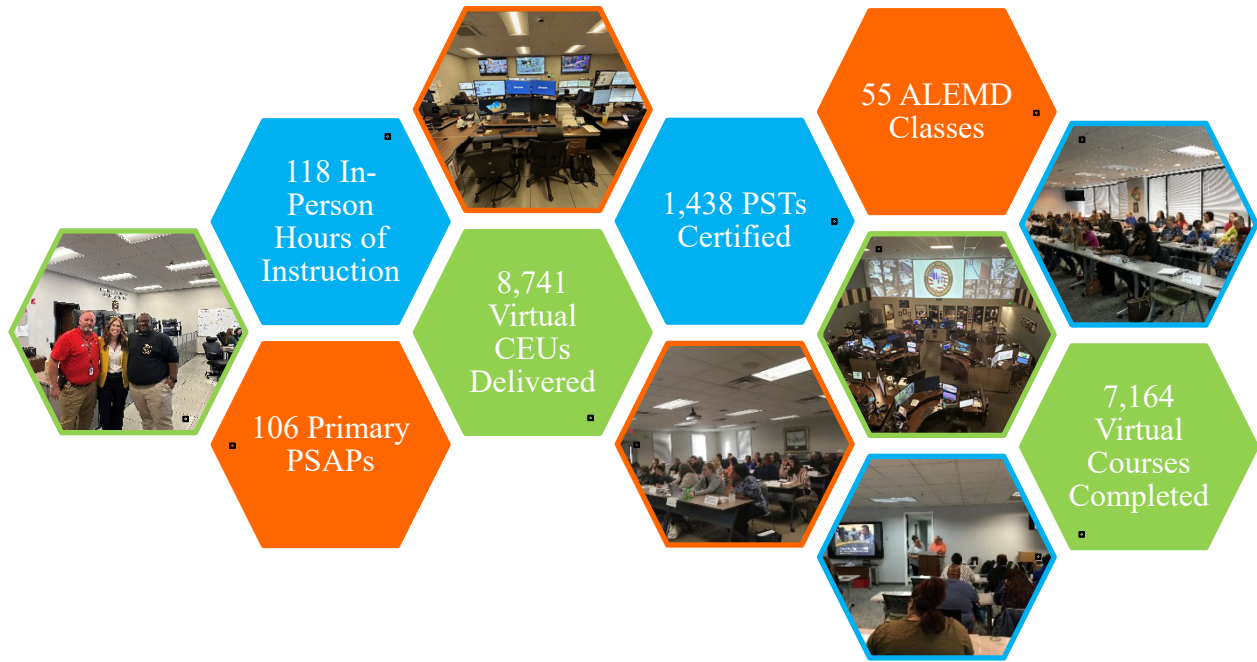 118 In-
Person
Hours of
Instruction
106 Primary
PSAPs
8,741
Virtual
CEUs
Delivered
1,438 PSTs
Certified
55 ALEMD
Classes
7,164
Virtual
Courses
Completed